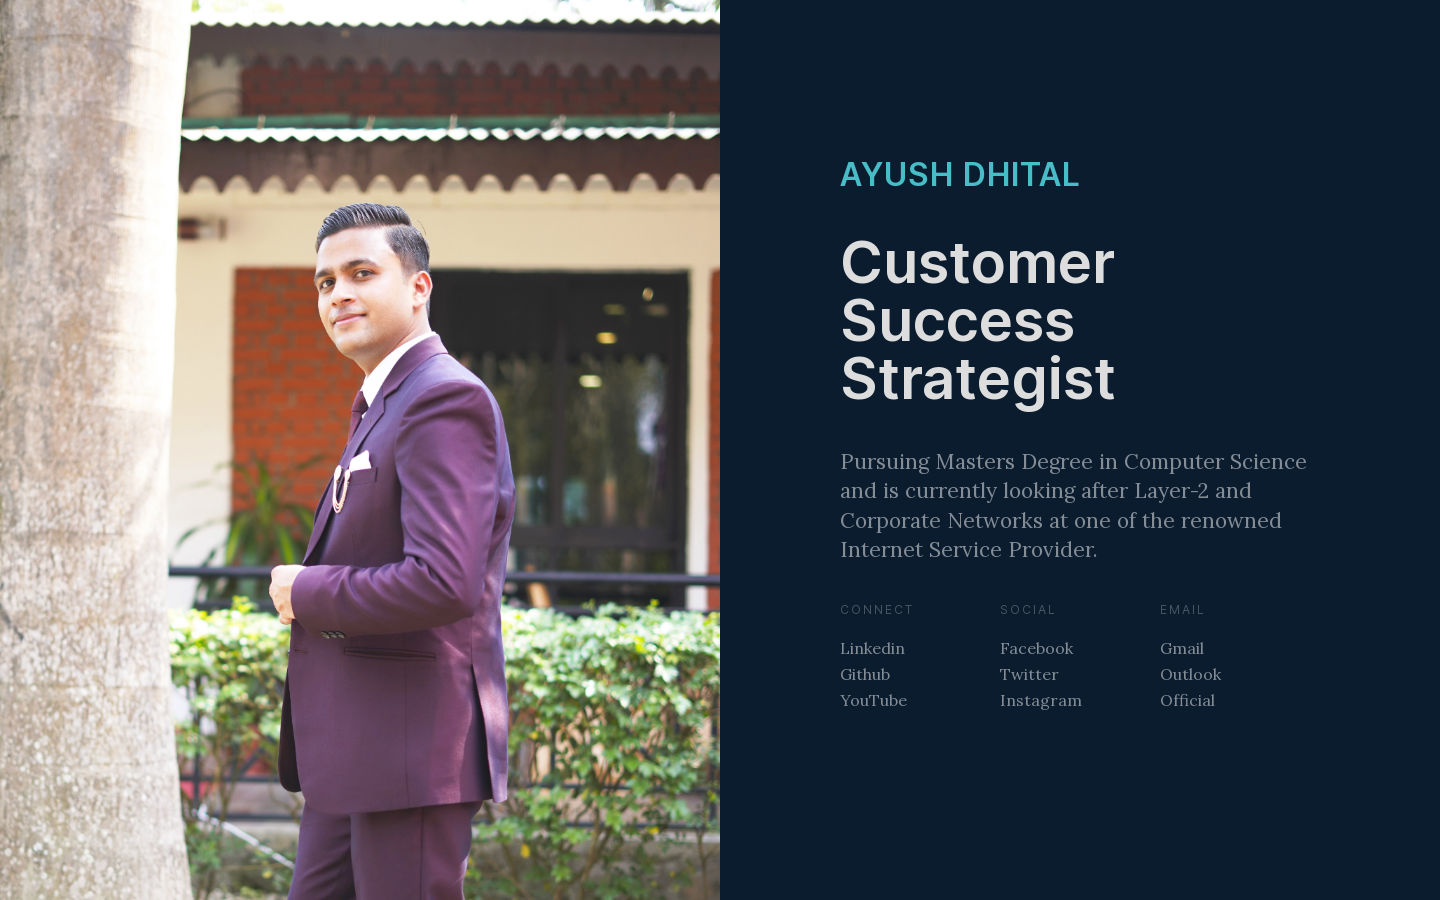 AYUSH DHITAL
Customer
Success
Strategist
Pursuing Masters Degree in Computer Science
and is currently looking after Layer-2 and
Corporate Networks at one of the renowned
Internet Service Provider.
CONNECT
Linkedin
Github
YouTube
SOCIAL
Facebook
Twitter
Instagram
EMAIL
Gmail
Outlook
Official